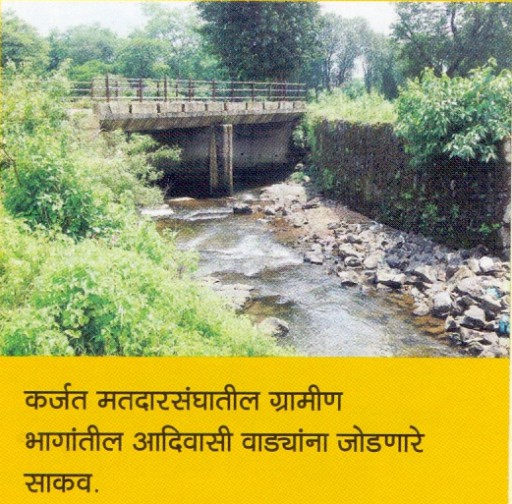 कर्जत मतदारसंघातील ग्रामीण
भागांतील आदिवासी वाड्यांना जोडणारे
साकव.